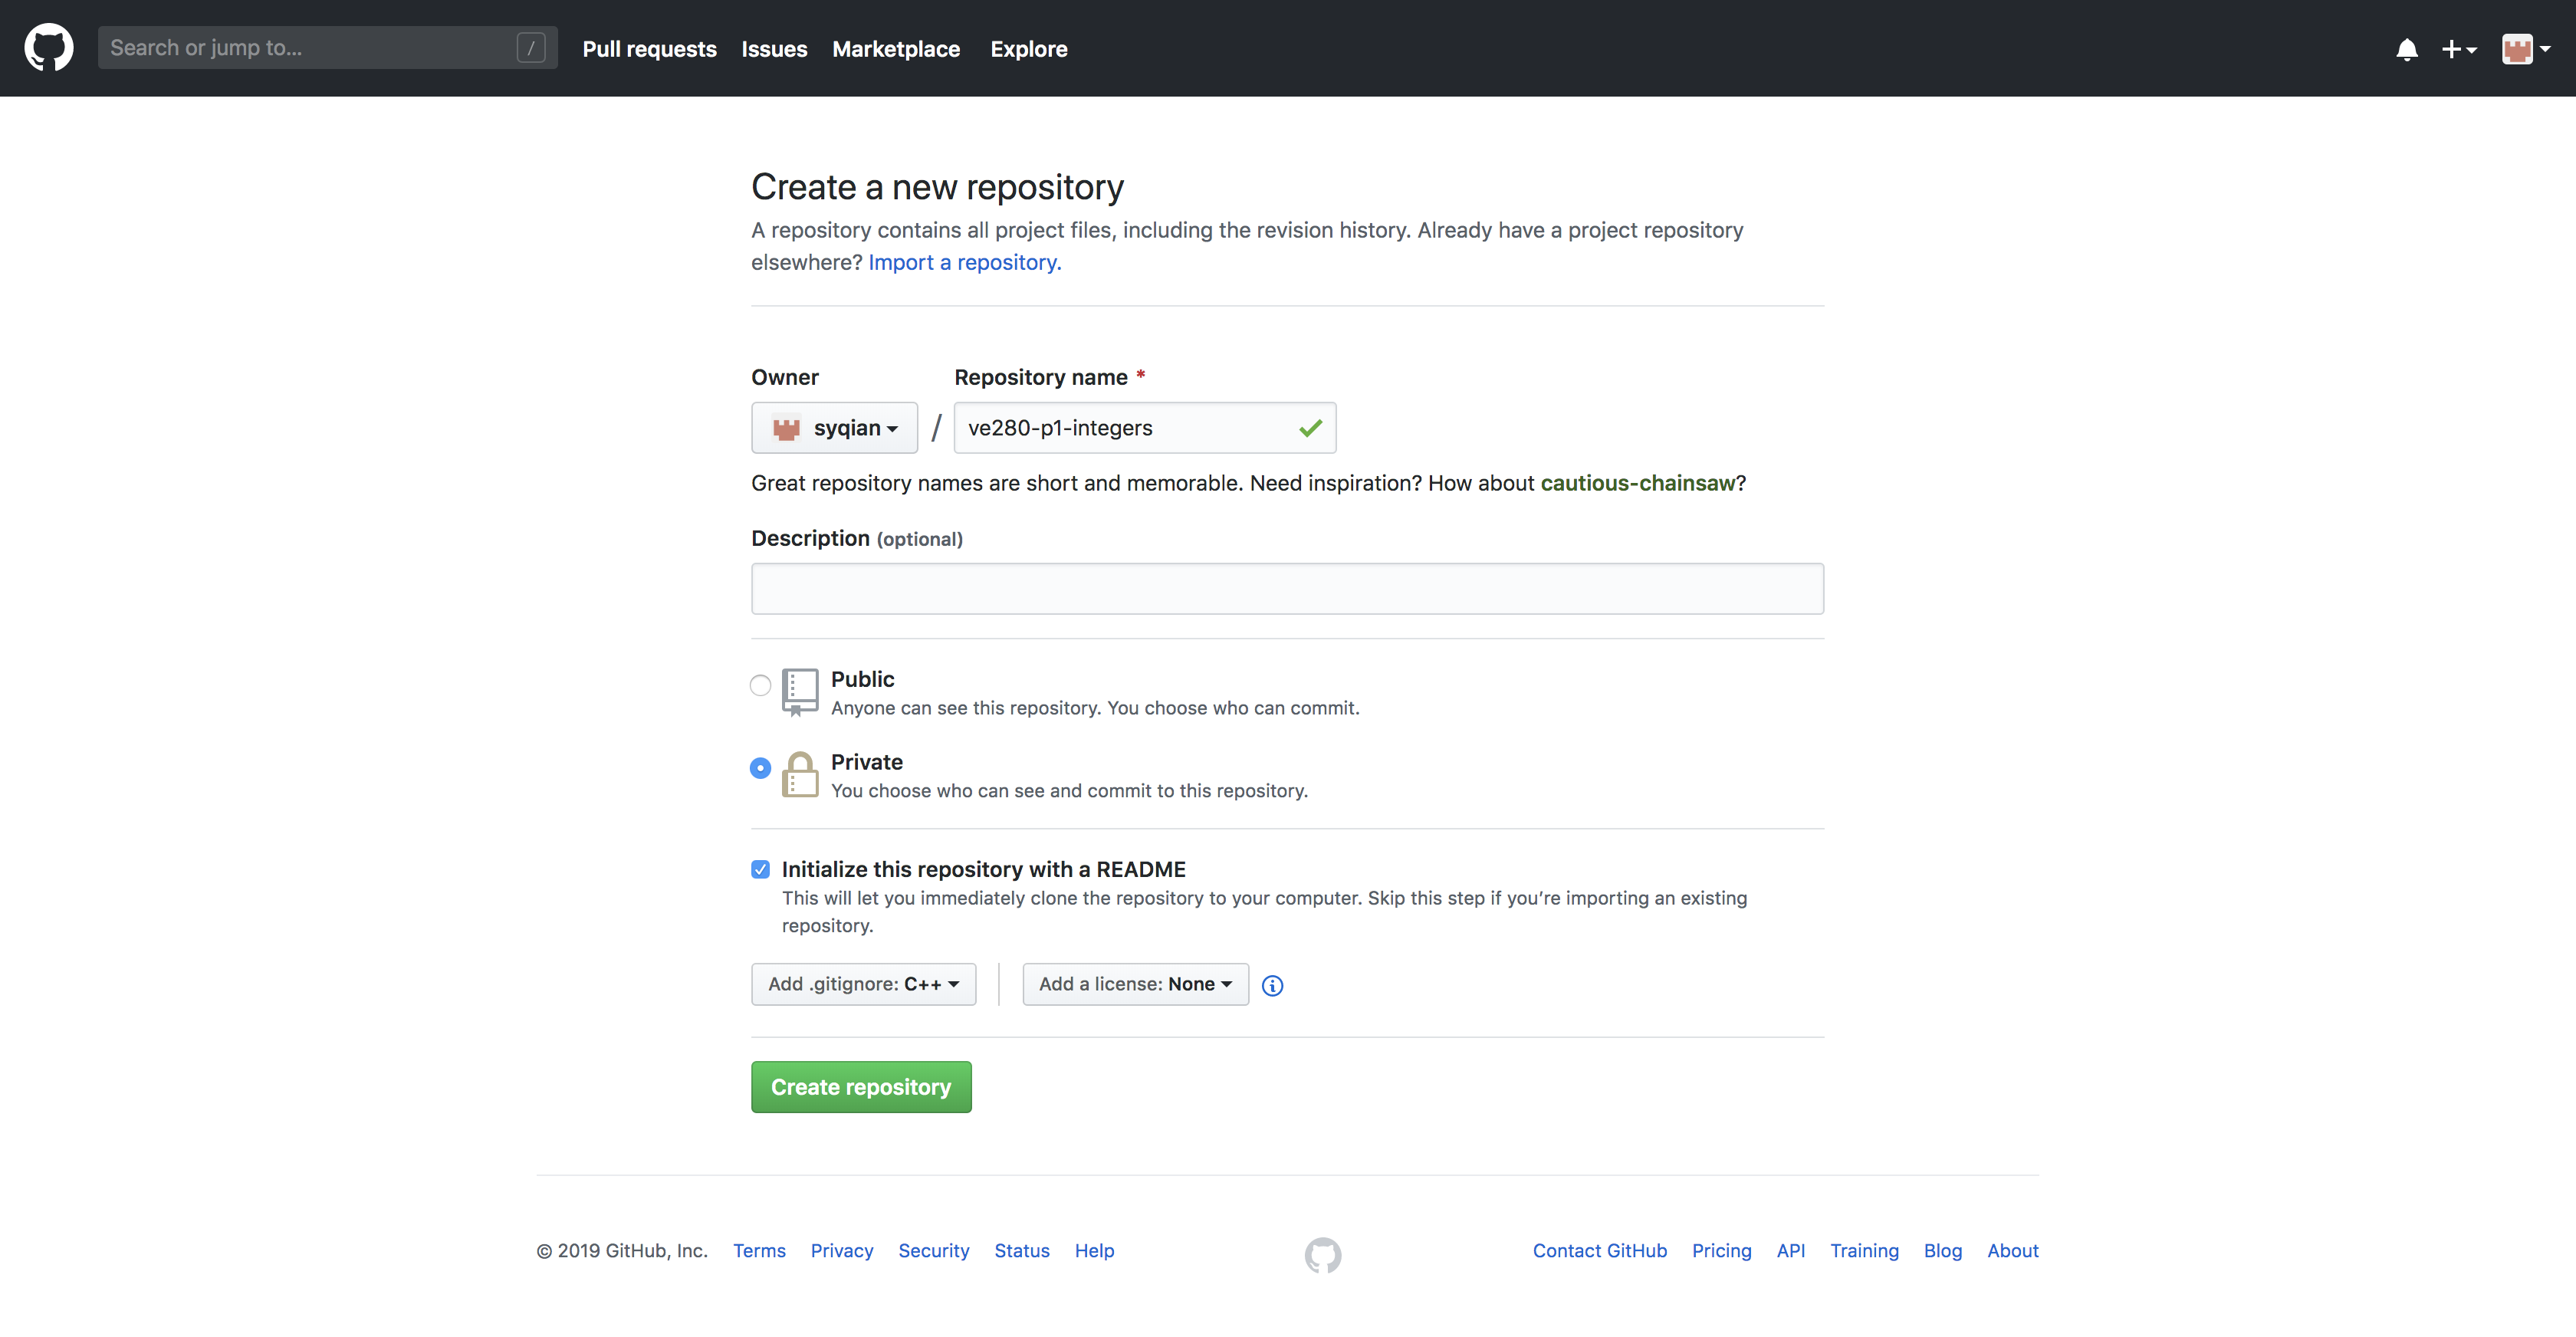 Search or jump to...
/
Pull requests
Issues
Marketplace
Explore
Create a new repository
A repository contains all project files, including the revision history. Already have a project repository
elsewhere? Import a repository.
Owner
Repository name *
syqian
/
ve280-p1-integers
Great repository names are short and memorable. Need inspiration? How about cautious-chainsaw?
Description (optional)
Public
Anyone can see this repository. You choose who can commit.
Private
You choose who can see and commit to this repository.
Initialize this repository with a README
This will let you immediately clone the repository to your computer. Skip this step if you’re importing an existing
repository.
Add .gitignore: C++
Add a license: None
Create repository
© 2019 GitHub, Inc.
Terms
Privacy
Security
Status
Help
Contact GitHub
Pricing
API
Training
Blog
About